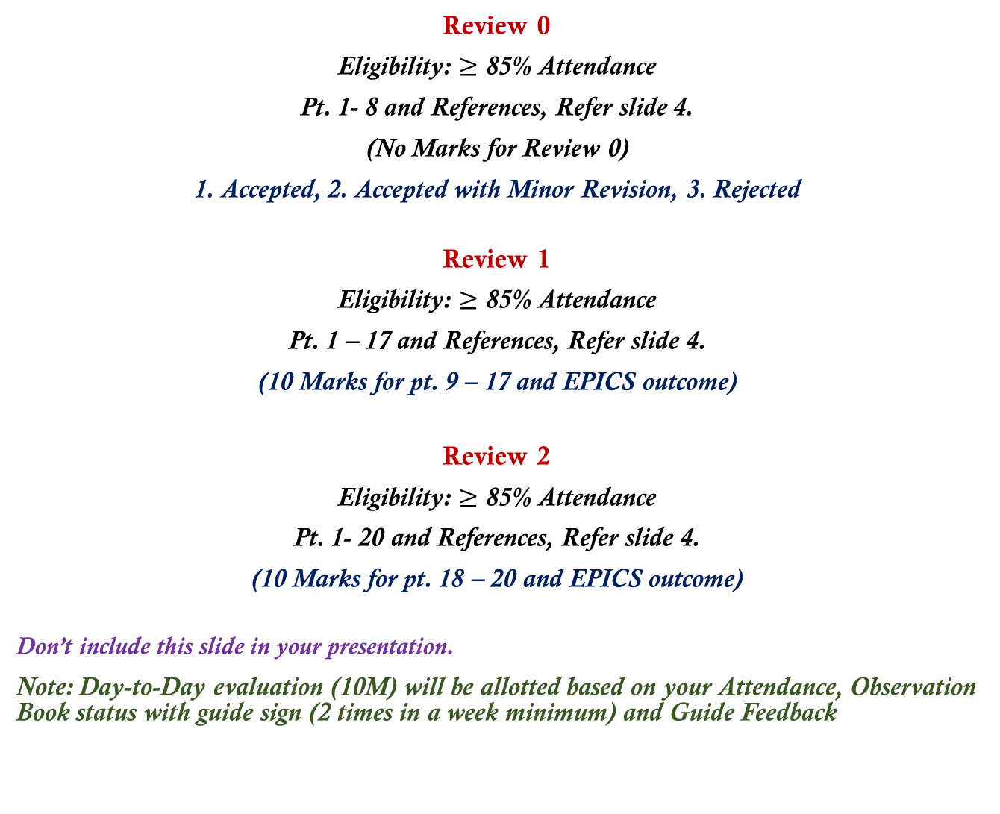 Review 0
Eligibility: ≥ 85% Attendance
Pt. 1- 8 and References, Refer slide 4.
(No Marks for Review 0)
1. Accepted, 2. Accepted with Minor Revision, 3. Rejected
Review 1
Eligibility: ≥ 85% Attendance
Pt. 1 – 17 and References, Refer slide 4.
(10 Marks for pt. 9 – 17 and EPICS outcome)
Review 2
Eligibility: ≥ 85% Attendance
Pt. 1- 20 and References, Refer slide 4.
(10 Marks for pt. 18 – 20 and EPICS outcome)
Don’t include this slide in your presentation.
Note: Day-to-Day evaluation (10M) will be allotted based on your Attendance, Observation
Book status with guide sign (2 times in a week minimum) and Guide Feedback